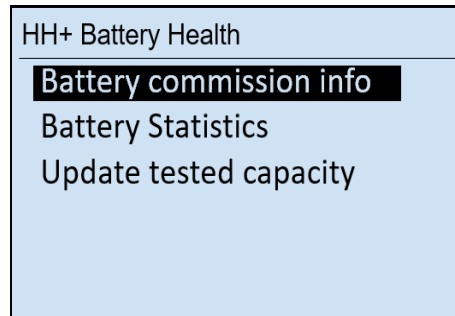 HH+ Battery Health
Battery commission info
Battery Statistics
Update tested capacity